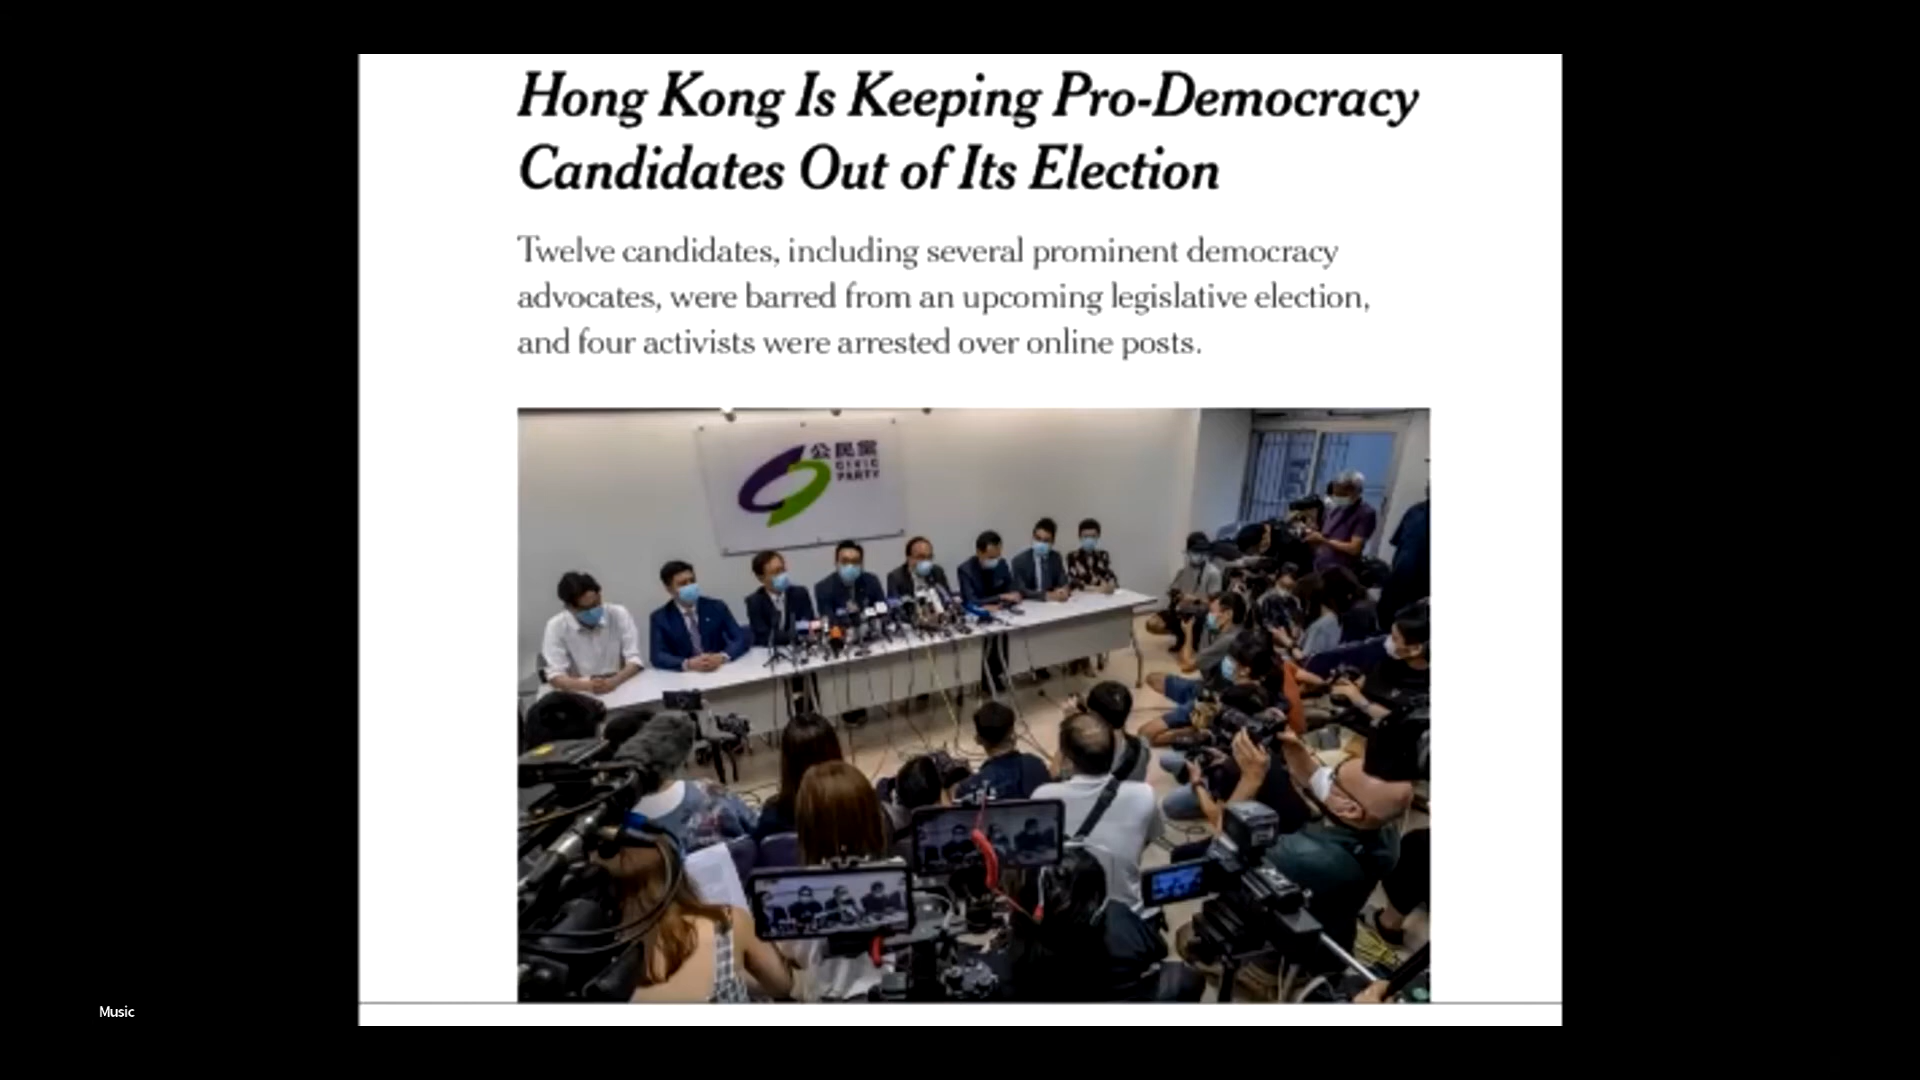 Hong Kong Is Keeping Pro-Democracy
Candidates Out of Its Election
Twelve candidates, including several prominent democracy
advocates, were barred from an upcoming legislative election,
and four activists were arrested over online posts.
公民黨
CIVIC
PARTY
Music